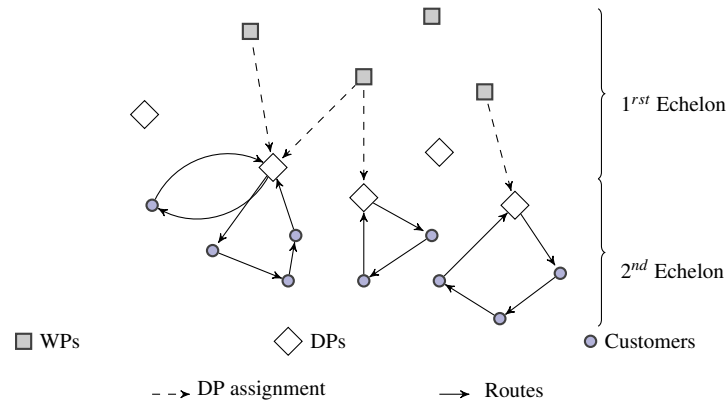 1rst Echelon
2nd Echelon
WPs DPs Customers
DP assignment Routes